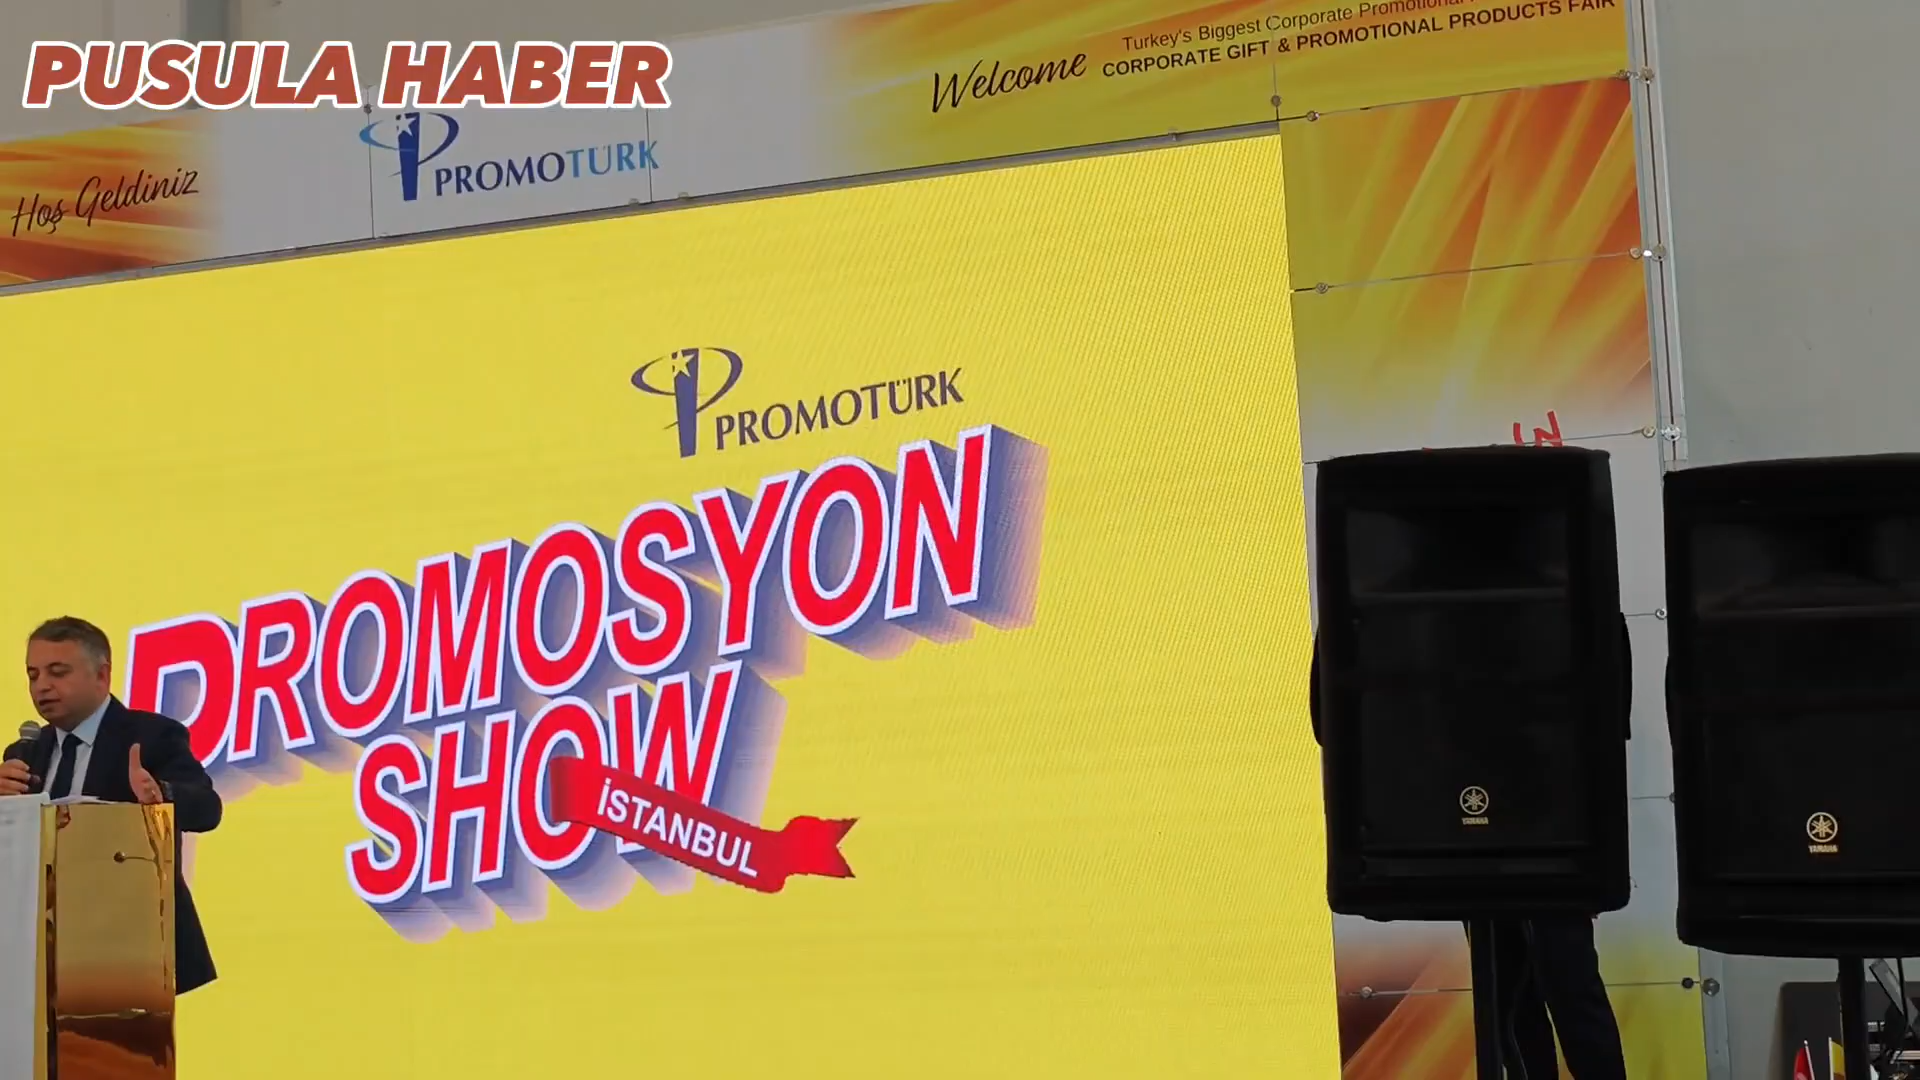 PUSULA HABER
Welcome
Turkey's Biggest Corporate Promotional
CORPORATE GIFT & PROMOTIONAL PRODUCTS FAIR
Hoş Geldiniz
PROMOTÜRK
PROMOTÜRK
PROMOSYON
SHOW
İSTANBUL
YAMAHA
YAMAHA